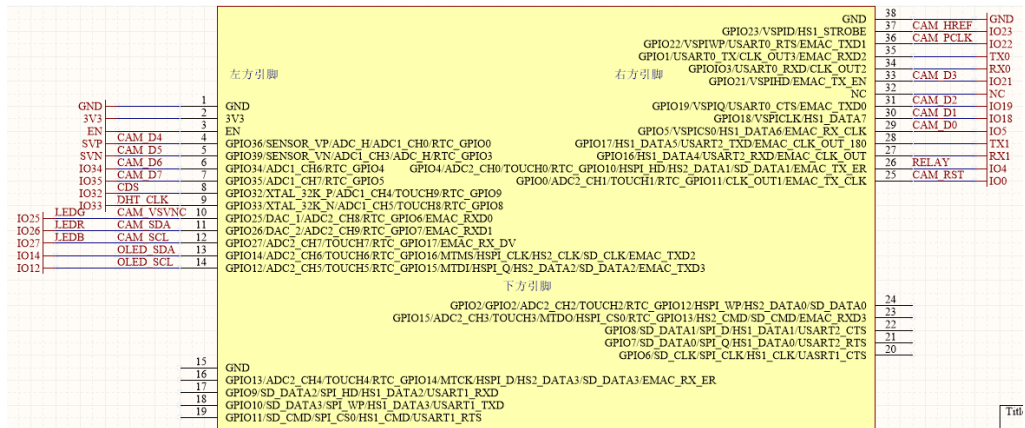 38 GND
GND
GPIO23/VSPID/HS1_STROBE 37 CAM_HREF IO23
GPIO22/VSPIWP/USART0_RTS/EMAC_TXD1 36 CAM_PCLK IO22
GPIO1/USART0_TX/CLK_OUT3/EMAC_RXD2 35 TX0
左方引脚 右方引脚
GPIOIO3/USART0_RXD/CLK_OUT2 34 RX0
GPIO21/VSPIHD/EMAC_TX_EN 33 CAM_D3 IO21
NC 32 NC
GND 1 GND GPIO19/VSPIQ/USART0_CTS/EMAC_TXD0 31 CAM_D2 IO19
3V3 2 3V3 GPIO18/VSPICLK/HS1_DATA7 30 CAM_D1 IO18
EN 3 EN GPIO5/VSPICS0/HS1_DATA6/EMAC_RX_CLK 29 CAM_D0 IO5
SVP CAM_D4 4 GPIO36/SENSOR_VP/ADC_H/ADC1_CH0/RTC_GPIO0 GPIO17/HS1_DATA5/USART2_TXD/EMAC_CLK_OUT_180 28 TX1
SVN CAM_D5 5 GPIO39/SENSOR_VN/ADC1_CH3/ADC_H/RTC_GPIO3 GPIO16/HS1_DATA4/USART2_RXD/EMAC_CLK_OUT 27 RX1
IO34 CAM_D6 6 GPIO34/ADC1_CH6/RTC_GPIO4 GPIO4/ADC2_CH0/TOUCH0/RTC_GPIO10/HSPI_HD/HS2_DATA1/SD_DATA1/EMAC_TX_ER 26 RELAY IO4
IO35 CAM_D7 7 GPIO35/ADC1_CH7/RTC_GPIO5 GPIO0/ADC2_CH1/TOUCH1/RTC_GPIO11/CLK_OUT1/EMAC_TX_CLK 25 CAM_RST IO0
IO32 CDS 8 GPIO32/XTAL_32K_P/ADC1_CH4/TOUCH9/RTC_GPIO9
IO33 DHT_CLK 9 GPIO33/XTAL_32K_N/ADC1_CH5/TOUCH8/RTC_GPIO8
IO25 LEDG CAM_VSVNC 10 GPIO25/DAC_1/ADC2_CH8/RTC_GPIO6/EMAC_RXD0
IO26 LEDR CAM_SDA 11 GPIO26/DAC_2/ADC2_CH9/RTC_GPIO7/EMAC_RXD1
IO27 LEDB CAM_SCL 12 GPIO27/ADC2_CH7/TOUCH7/RTC_GPIO17/EMAC_RX_DV
IO14 OLED_SDA 13 GPIO14/ADC2_CH6/TOUCH6/RTC_GPIO16/MTMS/HSPI_CLK/HS2_CLK/SD_CLK/EMAC_TXD2
IO12 OLED_SCL 14 GPIO12/ADC2_CH5/TOUCH5/RTC_GPIO15/MTDI/HSPI_Q/HS2_DATA2/SD_DATA2/EMAC_TXD3
下方引脚
GPIO2/GPIO2/ADC2_CH2/TOUCH2/RTC_GPIO12/HSPI_WP/HS2_DATA0/SD_DATA0 24
GPIO15/ADC2_CH3/TOUCH3/MTDO/HSPI_CS0/RTC_GPIO13/HS2_CMD/SD_CMD/EMAC_RXD3 23
GPIO8/SD_DATA1/SPI_D/HS1_DATA1/USART2_CTS 22
GPIO7/SD_DATA0/SPI_Q/HS1_DATA0/USART2_RTS 21
GPIO6/SD_CLK/SPI_CLK/HS1_CLK/UASRT1_CTS 20
15 GND
16 GPIO13/ADC2_CH4/TOUCH4/RTC_GPIO14/MTCK/HSPI_D/HS2_DATA3/SD_DATA3/EMAC_RX_ER
17 GPIO9/SD_DATA2/SPI_HD/HS1_DATA2/USART1_RXD
18 GPIO10/SD_DATA3/SPI_WP/HS1_DATA3/USART1_TXD
19 GPIO11/SD_CMD/SPI_CS0/HS1_CMD/USART1_RTS